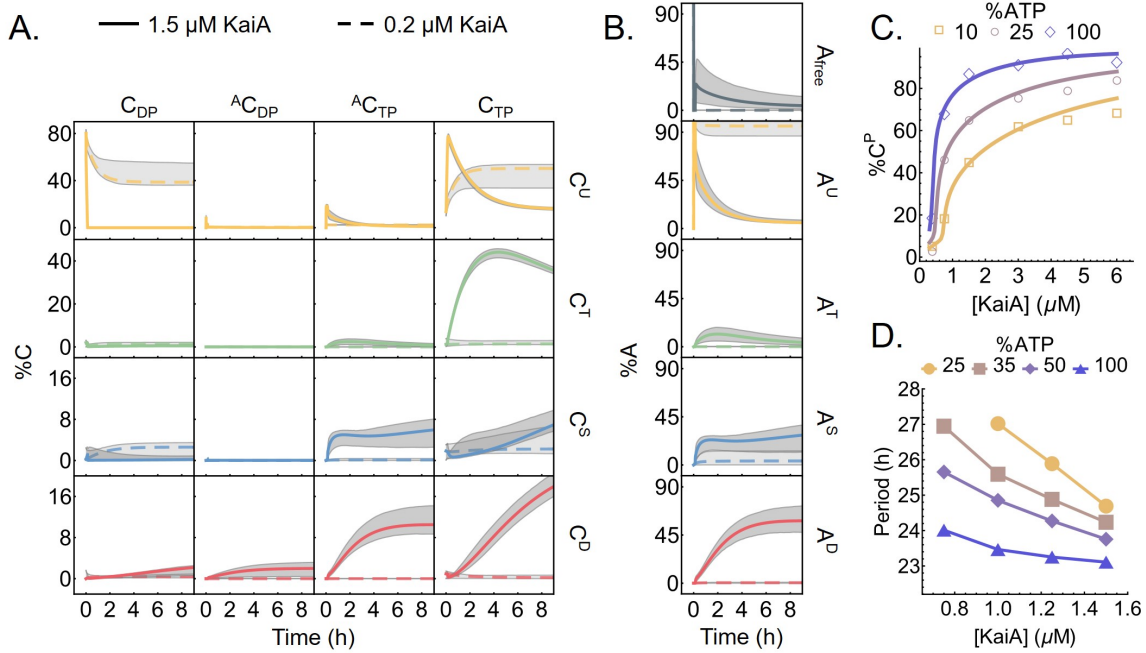 A.
1.5 µM KaiA
0.2 µM KaiA
C_DP
^AC_DP
^AC_TP
C_TP
80
40
0
C^U
40
20
0
C^T
16
8
0
C^S
16
8
0
C^D
%C
0 2 4 6 8
0 2 4 6 8
0 2 4 6 8
0 2 4 6 8
Time (h)
B.
90
45
0
A_free
90
45
0
A^U
90
45
0
A^T
90
45
0
A^S
90
45
0
A^D
%A
0 2 4 6 8
Time (h)
C.
%ATP
10
25
100
80
60
40
20
0
%C^P
0 1 2 3 4 5 6
[KaiA] (µM)
D.
%ATP
25
35
50
100
28
27
26
25
24
23
Period (h)
0.8 1.0 1.2 1.4 1.6
[KaiA] (µM)